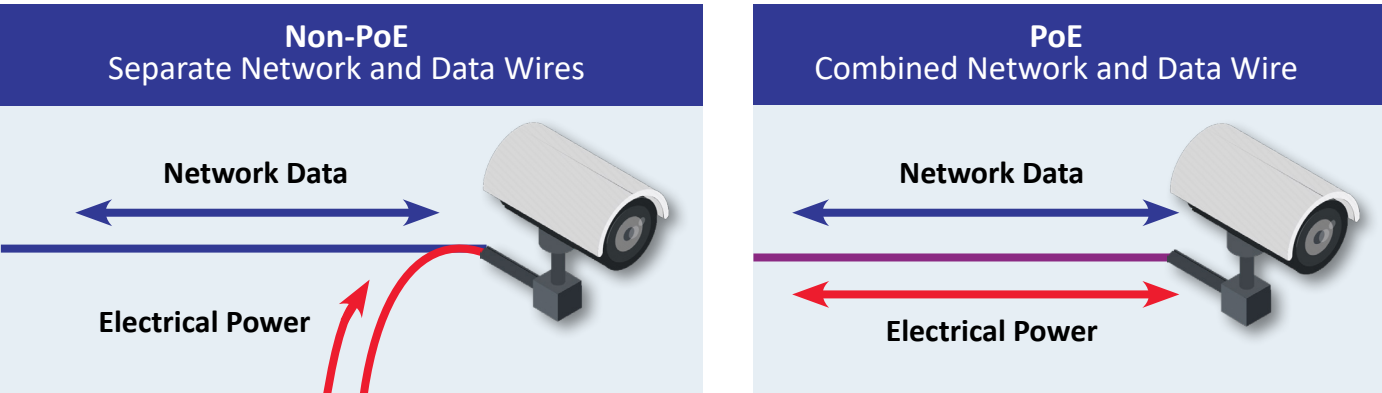 Non-PoE
Separate Network and Data Wires
Network Data
Electrical Power
PoE
Combined Network and Data Wire
Network Data
Electrical Power